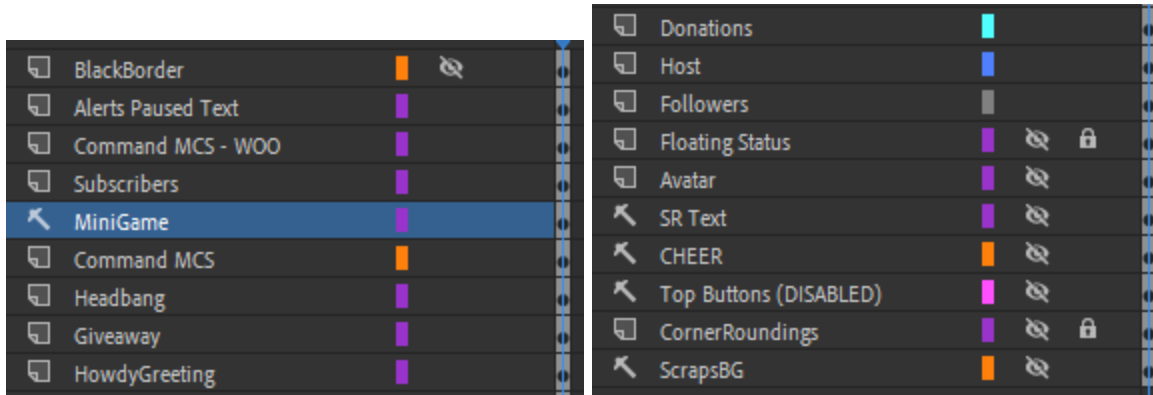 BlackBorder
Alerts Paused Text
Command MCS - WOO
Subscribers
MiniGame
Command MCS
Headbang
Giveaway
HowdyGreeting
Donations
Host
Followers
Floating Status
Avatar
SR Text
CHEER
Top Buttons (DISABLED)
CornerRoundings
ScrapsBG